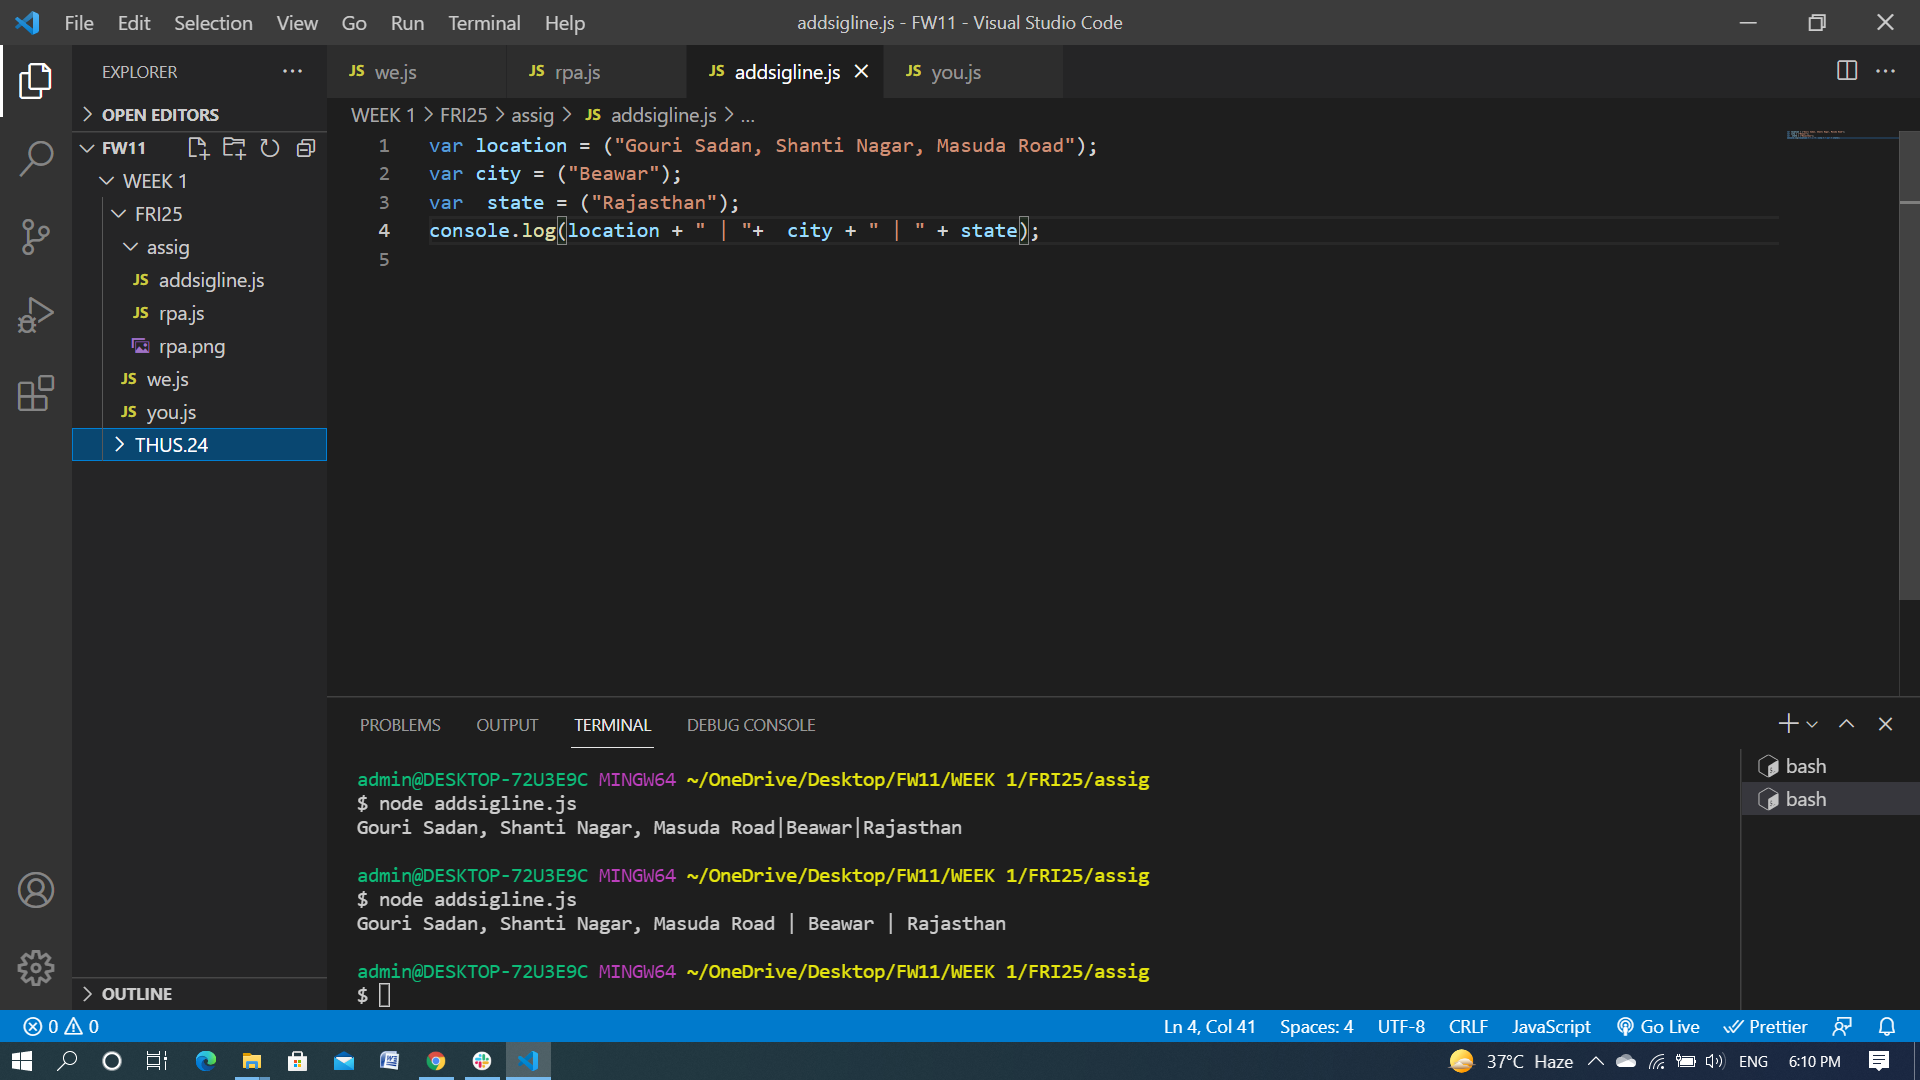 File Edit Selection View Go Run Terminal Help
addsigline.js - FW11 - Visual Studio Code
EXPLORER
JS we.js
JS rpa.js
JS addsigline.js
JS you.js
OPEN EDITORS
WEEK 1 > FRI25 > assig > JS addsigline.js > ...
FW11
WEEK 1
FRI25
assig
JS addsigline.js
JS rpa.js
rpa.png
JS we.js
JS you.js
THUS.24
OUTLINE
1 var location = ("Gouri Sadan, Shanti Nagar, Masuda Road");
2 var city = ("Beawar");
3 var  state = ("Rajasthan");
4 console.log(location + " | "+  city + " | " + state);
5
PROBLEMS OUTPUT TERMINAL DEBUG CONSOLE
admin@DESKTOP-72U3E9C MINGW64 ~/OneDrive/Desktop/FW11/WEEK 1/FRI25/assig
$ node addsigline.js
Gouri Sadan, Shanti Nagar, Masuda Road|Beawar|Rajasthan
admin@DESKTOP-72U3E9C MINGW64 ~/OneDrive/Desktop/FW11/WEEK 1/FRI25/assig
$ node addsigline.js
Gouri Sadan, Shanti Nagar, Masuda Road | Beawar | Rajasthan
admin@DESKTOP-72U3E9C MINGW64 ~/OneDrive/Desktop/FW11/WEEK 1/FRI25/assig
$
bash
bash
0 0
Ln 4, Col 41 Spaces: 4 UTF-8 CRLF JavaScript Go Live Prettier
37°C Haze ENG 6:10 PM